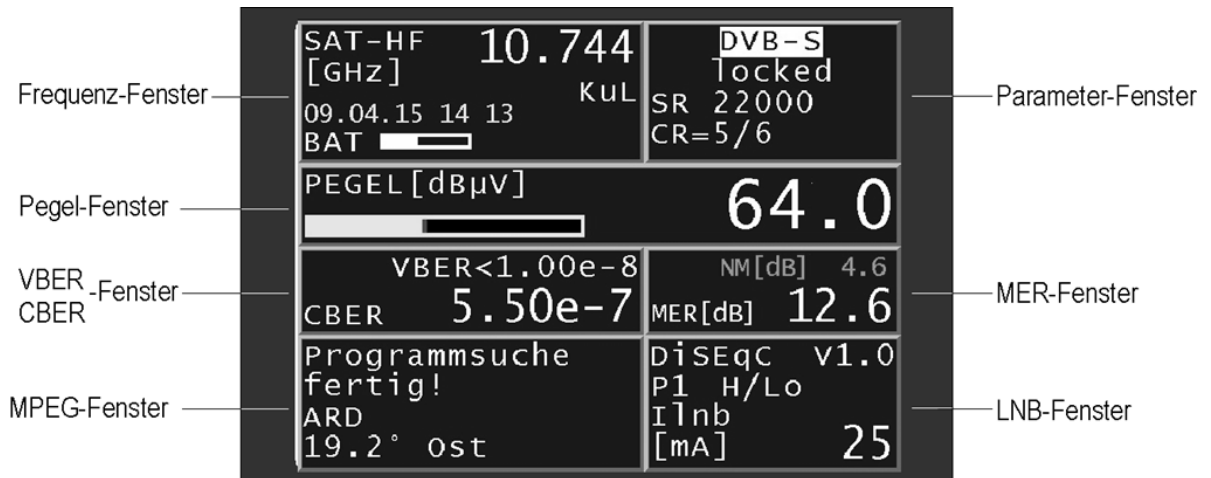 Frequenz-Fenster
SAT-HF 10.744
[GHz]
KuL
09.04.15 14 13
BAT
DVB-S
locked
SR 22000
CR=5/6
Parameter-Fenster
Pegel-Fenster
PEGEL[dBµV]
64.0
VBER
CBER -Fenster
VBER<1.00e-8
CBER 5.50e-7
NM[dB] 4.6
MER[dB] 12.6
MER-Fenster
MPEG-Fenster
Programmsuche
fertig!
ARD
19.2° Ost
DiSEqC V1.0
P1 H/Lo
Ilnb
[mA] 25
LNB-Fenster